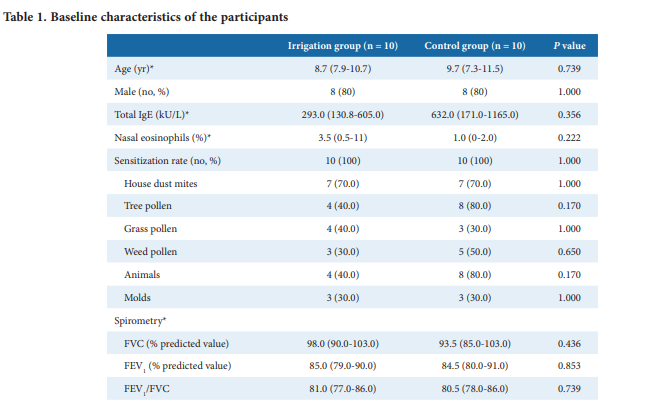 Table 1. Baseline characteristics of the participants
Irrigation group (n = 10) Control group (n = 10) P value
Age (yr)* 8.7 (7.9-10.7) 9.7 (7.3-11.5) 0.739
Male (no, %) 8 (80) 8 (80) 1.000
Total IgE (kU/L)* 293.0 (130.8-605.0) 632.0 (171.0-1165.0) 0.356
Nasal eosinophils (%)* 3.5 (0.5-11) 1.0 (0-2.0) 0.222
Sensitization rate (no, %) 10 (100) 10 (100) 1.000
House dust mites 7 (70.0) 7 (70.0) 1.000
Tree pollen 4 (40.0) 8 (80.0) 0.170
Grass pollen 4 (40.0) 3 (30.0) 1.000
Weed pollen 3 (30.0) 5 (50.0) 0.650
Animals 4 (40.0) 8 (80.0) 0.170
Molds 3 (30.0) 3 (30.0) 1.000
Spirometry*
FVC (% predicted value) 98.0 (90.0-103.0) 93.5 (85.0-103.0) 0.436
FEV₁ (% predicted value) 85.0 (79.0-90.0) 84.5 (80.0-91.0) 0.853
FEV₁/FVC 81.0 (77.0-86.0) 80.5 (78.0-86.0) 0.739